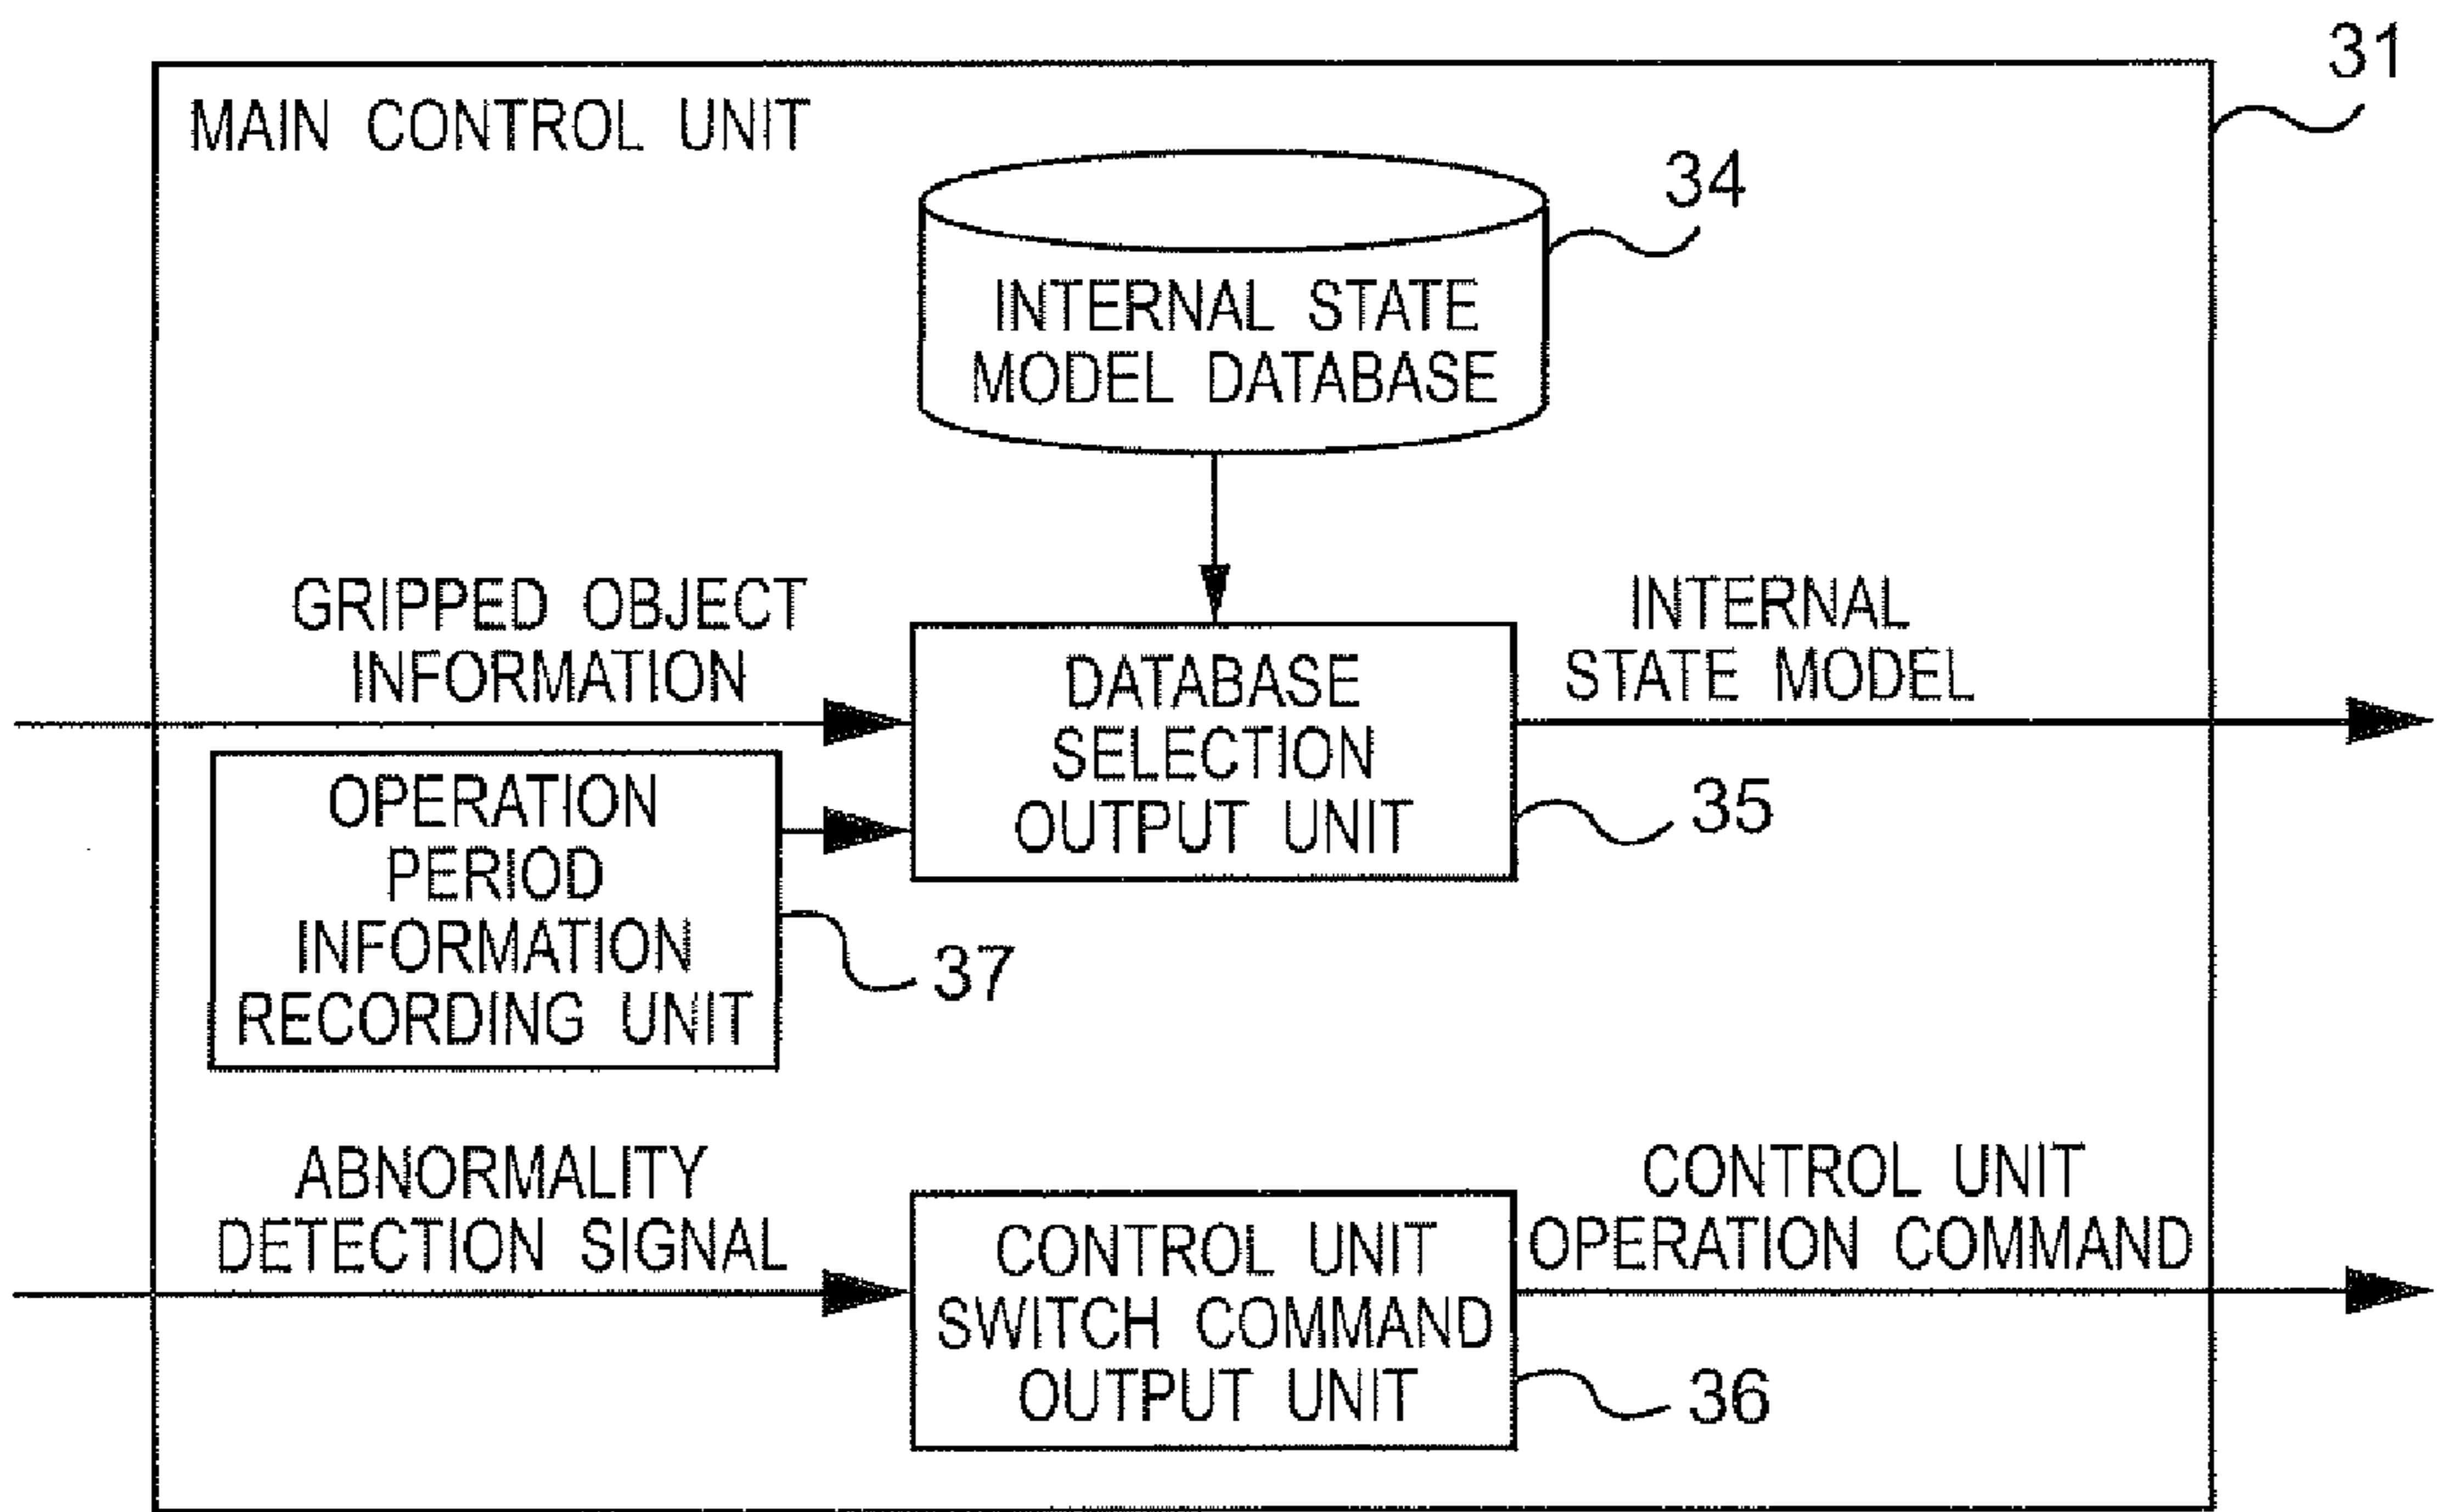 31
MAIN CONTROL UNIT
34
INTERNAL STATE
MODEL DATABASE
GRIPPED OBJECT
INFORMATION
INTERNAL
STATE MODEL
DATABASE
SELECTION
OUTPUT UNIT
35
OPERATION
PERIOD
INFORMATION
RECORDING UNIT
37
ABNORMALITY
DETECTION SIGNAL
CONTROL UNIT
SWITCH COMMAND
OUTPUT UNIT
36
CONTROL UNIT
OPERATION COMMAND